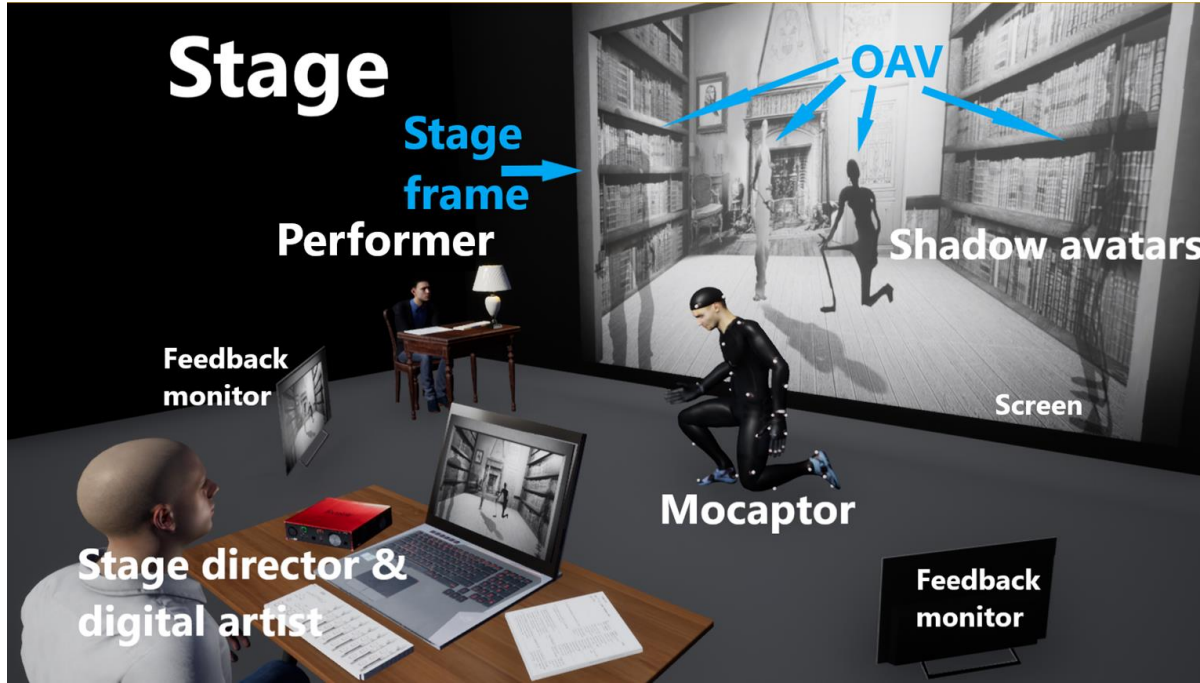 Stage
OAV
Stage
frame
Performer
Shadow avatars
Feedback
monitor
Screen
Mocaptor
Stage director &
digital artist
Feedback
monitor